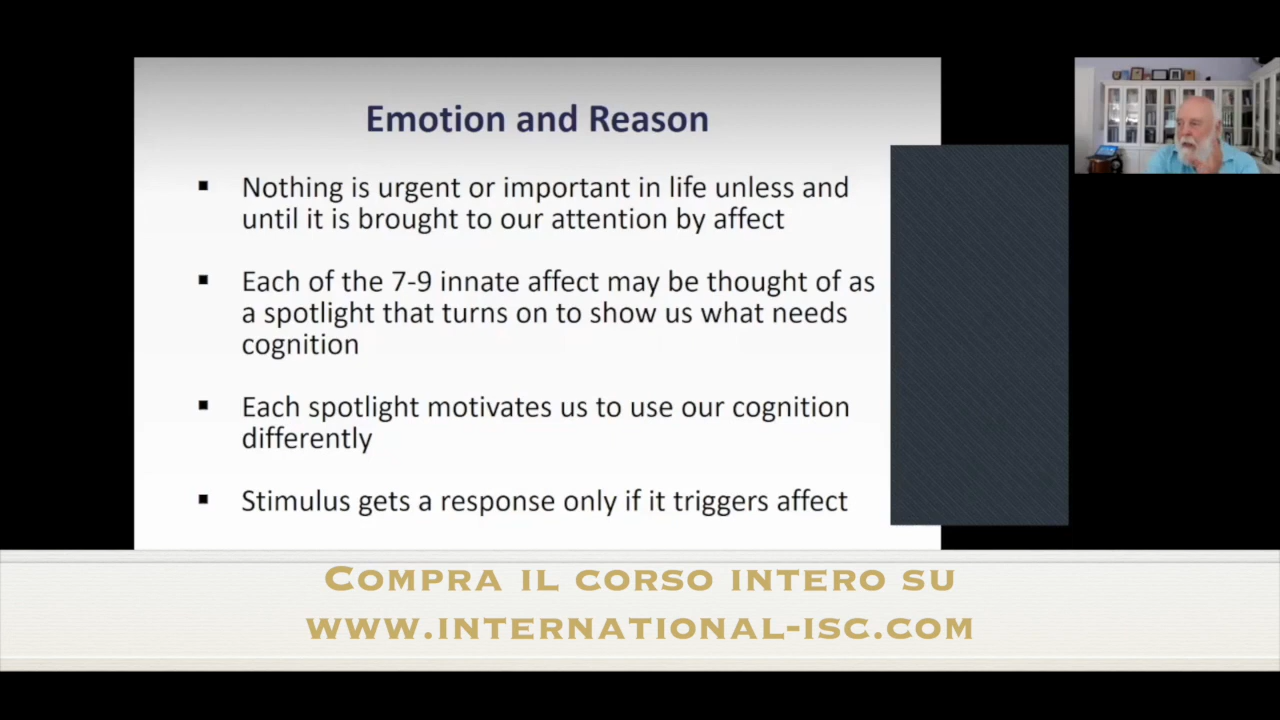 Emotion and Reason
▪ Nothing is urgent or important in life unless and
until it is brought to our attention by affect
▪ Each of the 7-9 innate affect may be thought of as
a spotlight that turns on to show us what needs
cognition
▪ Each spotlight motivates us to use our cognition
differently
▪ Stimulus gets a response only if it triggers affect
Compra il corso intero su
www.international-isc.com